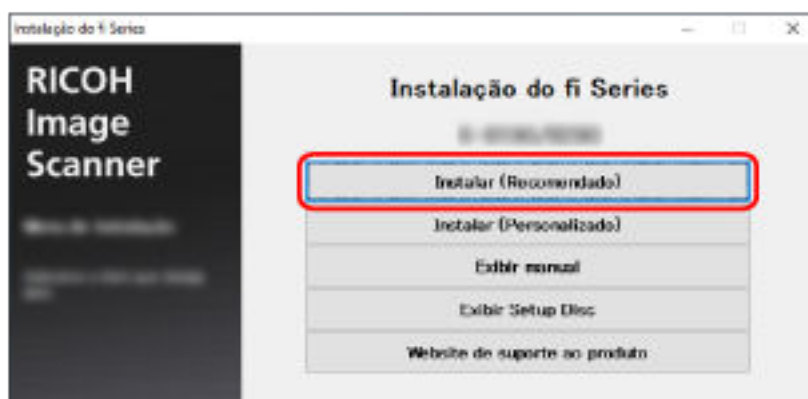 Instalação do fi Series
RICOH
Image
Scanner
Instalação do fi Series
Instalar (Recomendado)
Instalar (Personalizado)
Exibir manual
Exibir Setup Disc
Website de suporte ao produto